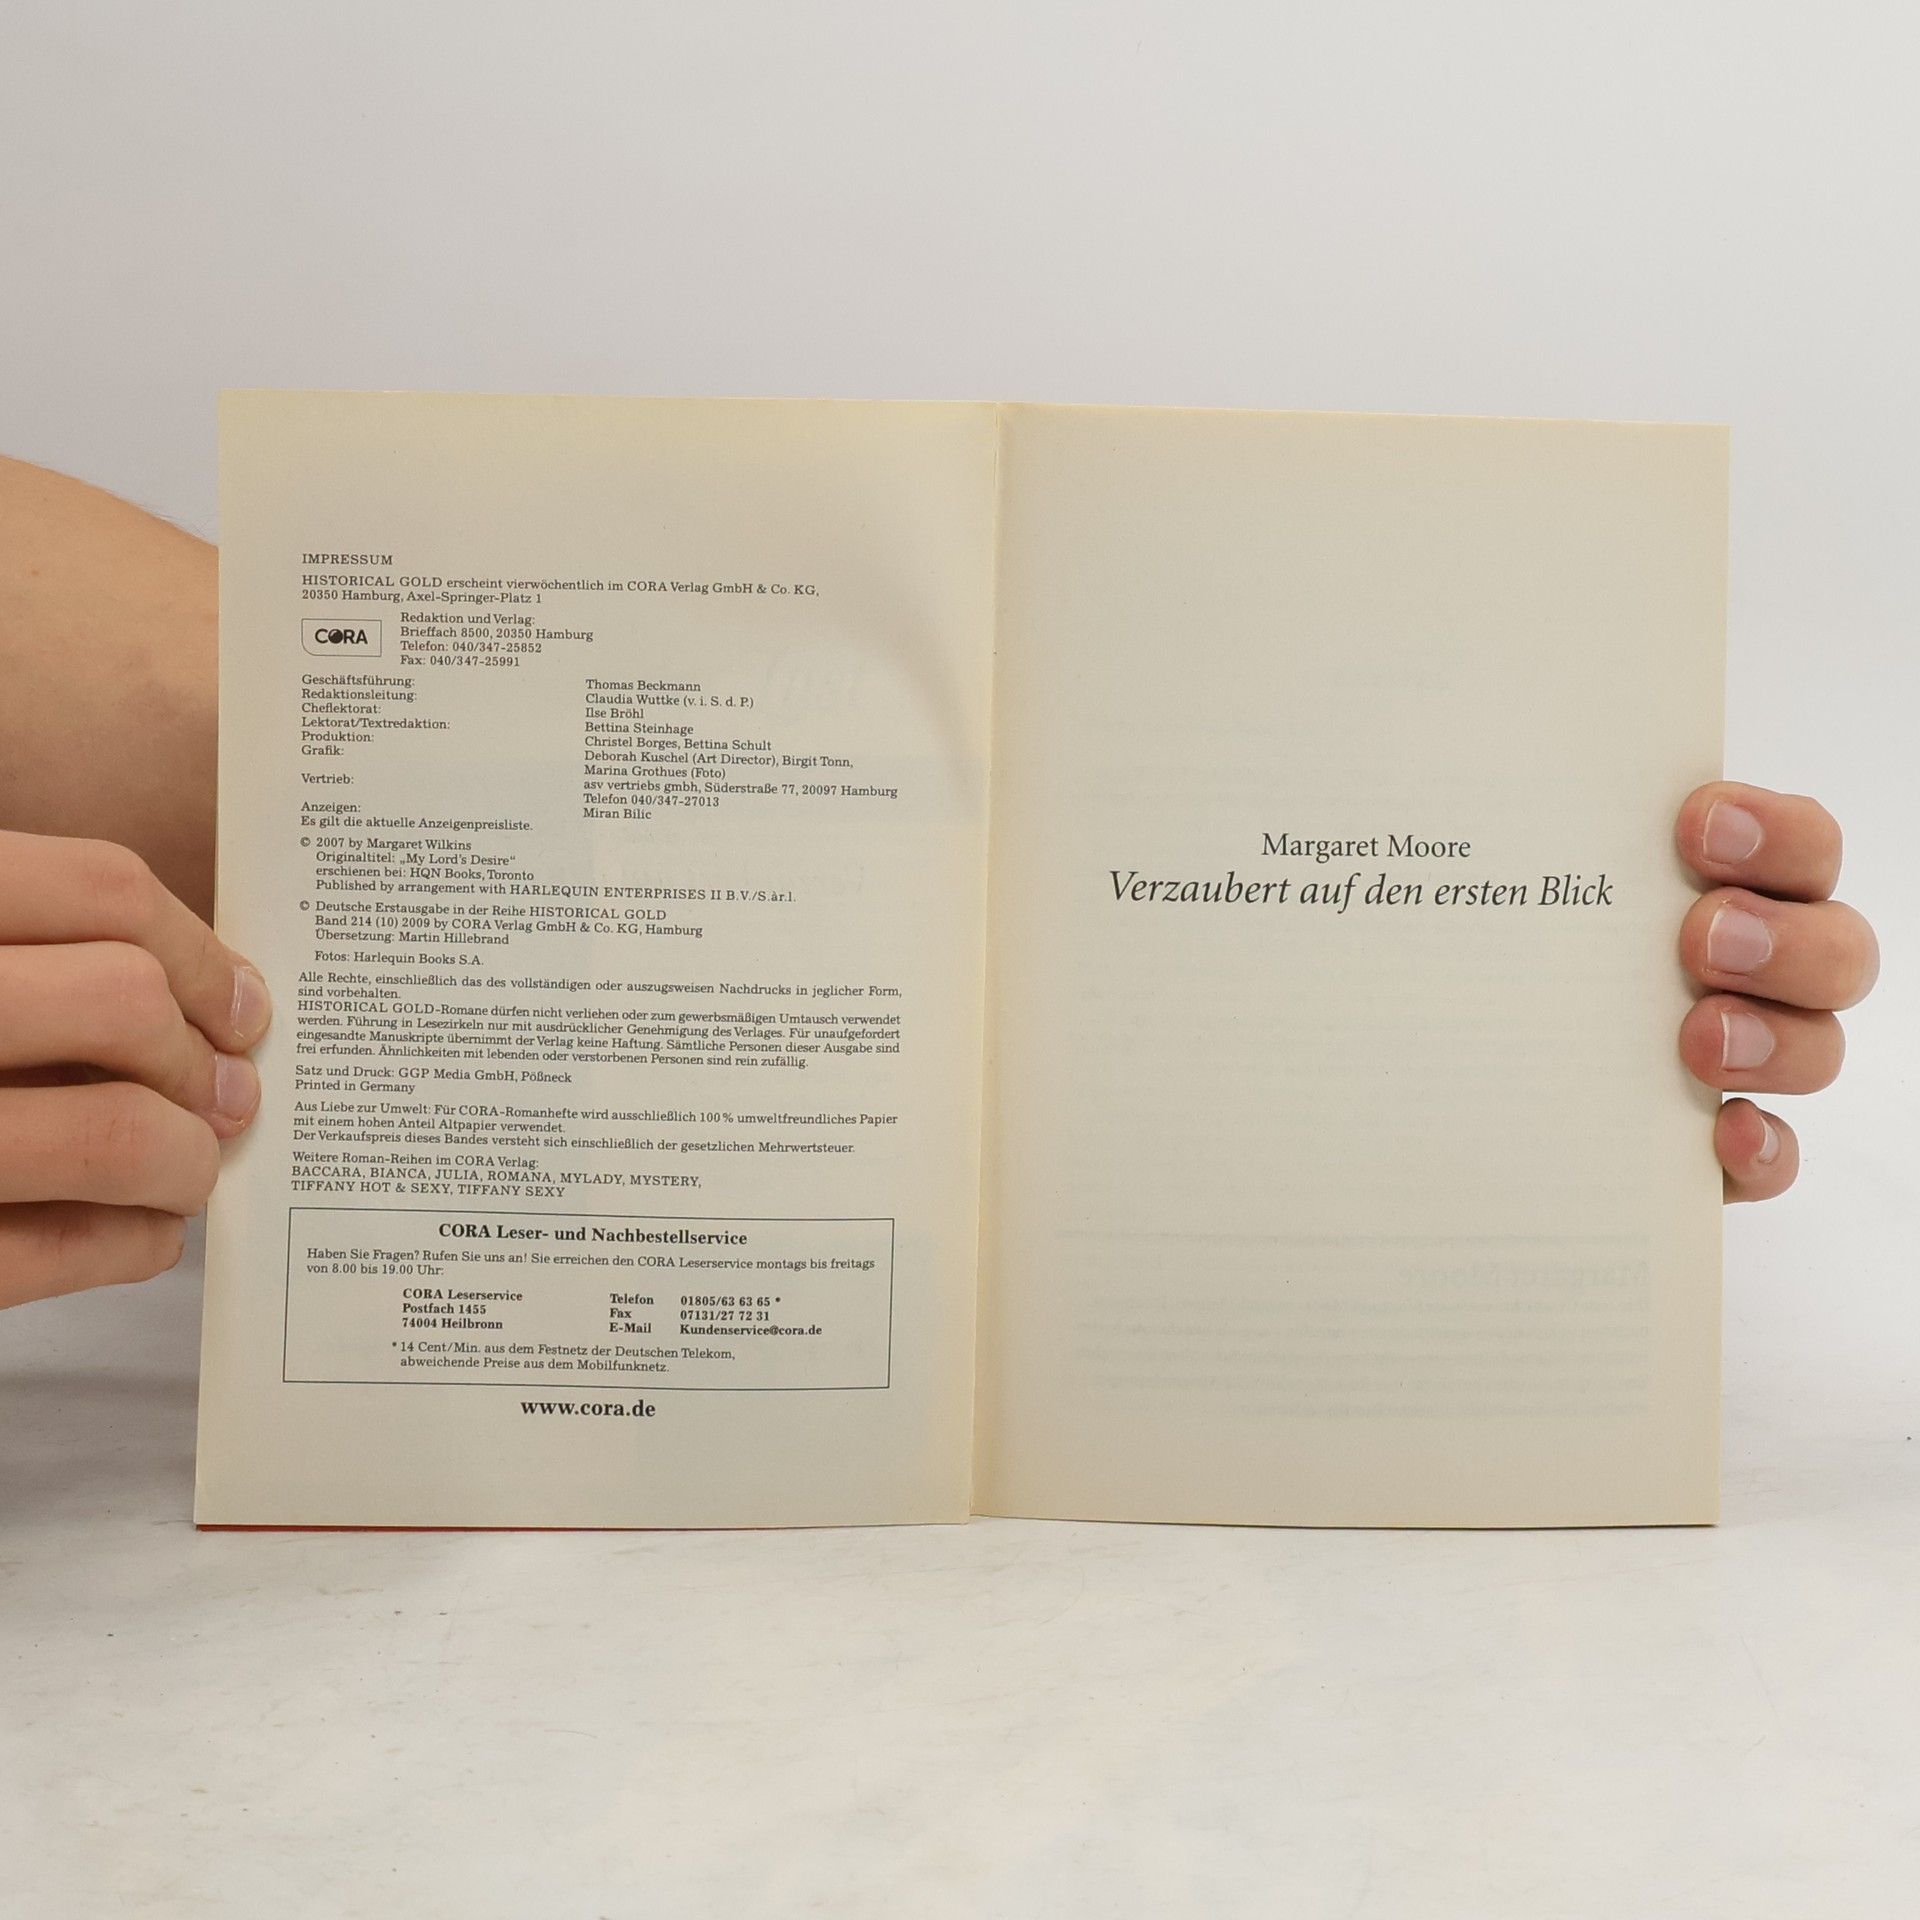 IMPRESSUM
HISTORICAL GOLD erscheint vierwöchentlich im CORA Verlag GmbH & Co. KG,
20350 Hamburg, Axel-Springer-Platz 1
CORA
Redaktion und Verlag:
Brieffach 8500, 20350 Hamburg
Telefon: 040/347-25852
Fax: 040/347-25991
Geschäftsführung: Thomas Beckmann
Redaktionsleitung: Claudia Wuttke (v. i. S. d. P.)
Cheflektorat: Ilse Bröhl
Lektorat/Textredaktion: Bettina Steinhage
Produktion: Christel Borges, Bettina Schult
Grafik: Deborah Kuschel (Art Director), Birgit Tonn,
Marina Grothues (Foto)
Vertrieb: asv vertriebs gmbh, Süderstraße 77, 20097 Hamburg
Telefon 040/347-27013
Anzeigen: Miran Bilic
Es gilt die aktuelle Anzeigenpreisliste.
© 2007 by Margaret Wilkins
Originaltitel: „My Lord's Desire“
erschienen bei: HQN Books, Toronto
Published by arrangement with HARLEQUIN ENTERPRISES II B.V./S.àr.l.
© Deutsche Erstausgabe in der Reihe HISTORICAL GOLD
Band 214 (10) 2009 by CORA Verlag GmbH & Co. KG, Hamburg
Übersetzung: Martin Hillebrand
Fotos: Harlequin Books S.A.
Alle Rechte, einschließlich das des vollständigen oder auszugsweisen Nachdrucks in jeglicher Form,
sind vorbehalten.
HISTORICAL GOLD-Romane dürfen nicht verliehen oder zum gewerbsmäßigen Umtausch verwendet
werden. Führung in Lesezirkeln nur mit ausdrücklicher Genehmigung des Verlages. Für unaufgefordert
eingesandte Manuskripte übernimmt der Verlag keine Haftung. Sämtliche Personen dieser Ausgabe sind
frei erfunden. Ähnlichkeiten mit lebenden oder verstorbenen Personen sind rein zufällig.
Satz und Druck: GGP Media GmbH, Pößneck
Printed in Germany
Aus Liebe zur Umwelt: Für CORA-Romanhefte wird ausschließlich 100 % umweltfreundliches Papier
mit einem hohen Anteil Altpapier verwendet.
Der Verkaufspreis dieses Bandes versteht sich einschließlich der gesetzlichen Mehrwertsteuer.
Weitere Roman-Reihen im CORA Verlag:
BACCARA, BIANCA, JULIA, ROMANA, MYLADY, MYSTERY,
TIFFANY HOT & SEXY, TIFFANY SEXY
CORA Leser- und Nachbestellservice
Haben Sie Fragen? Rufen Sie uns an! Sie erreichen den CORA Leserservice montags bis freitags
von 8.00 bis 19.00 Uhr:
CORA Leserservice Telefon 01805/63 63 65 *
Postfach 1455 Fax 07131/27 72 31
74004 Heilbronn E-Mail Kundenservice@cora.de
* 14 Cent/Min. aus dem Festnetz der Deutschen Telekom,
abweichende Preise aus dem Mobilfunknetz.
www.cora.de
Margaret Moore
Verzaubert auf den ersten Blick